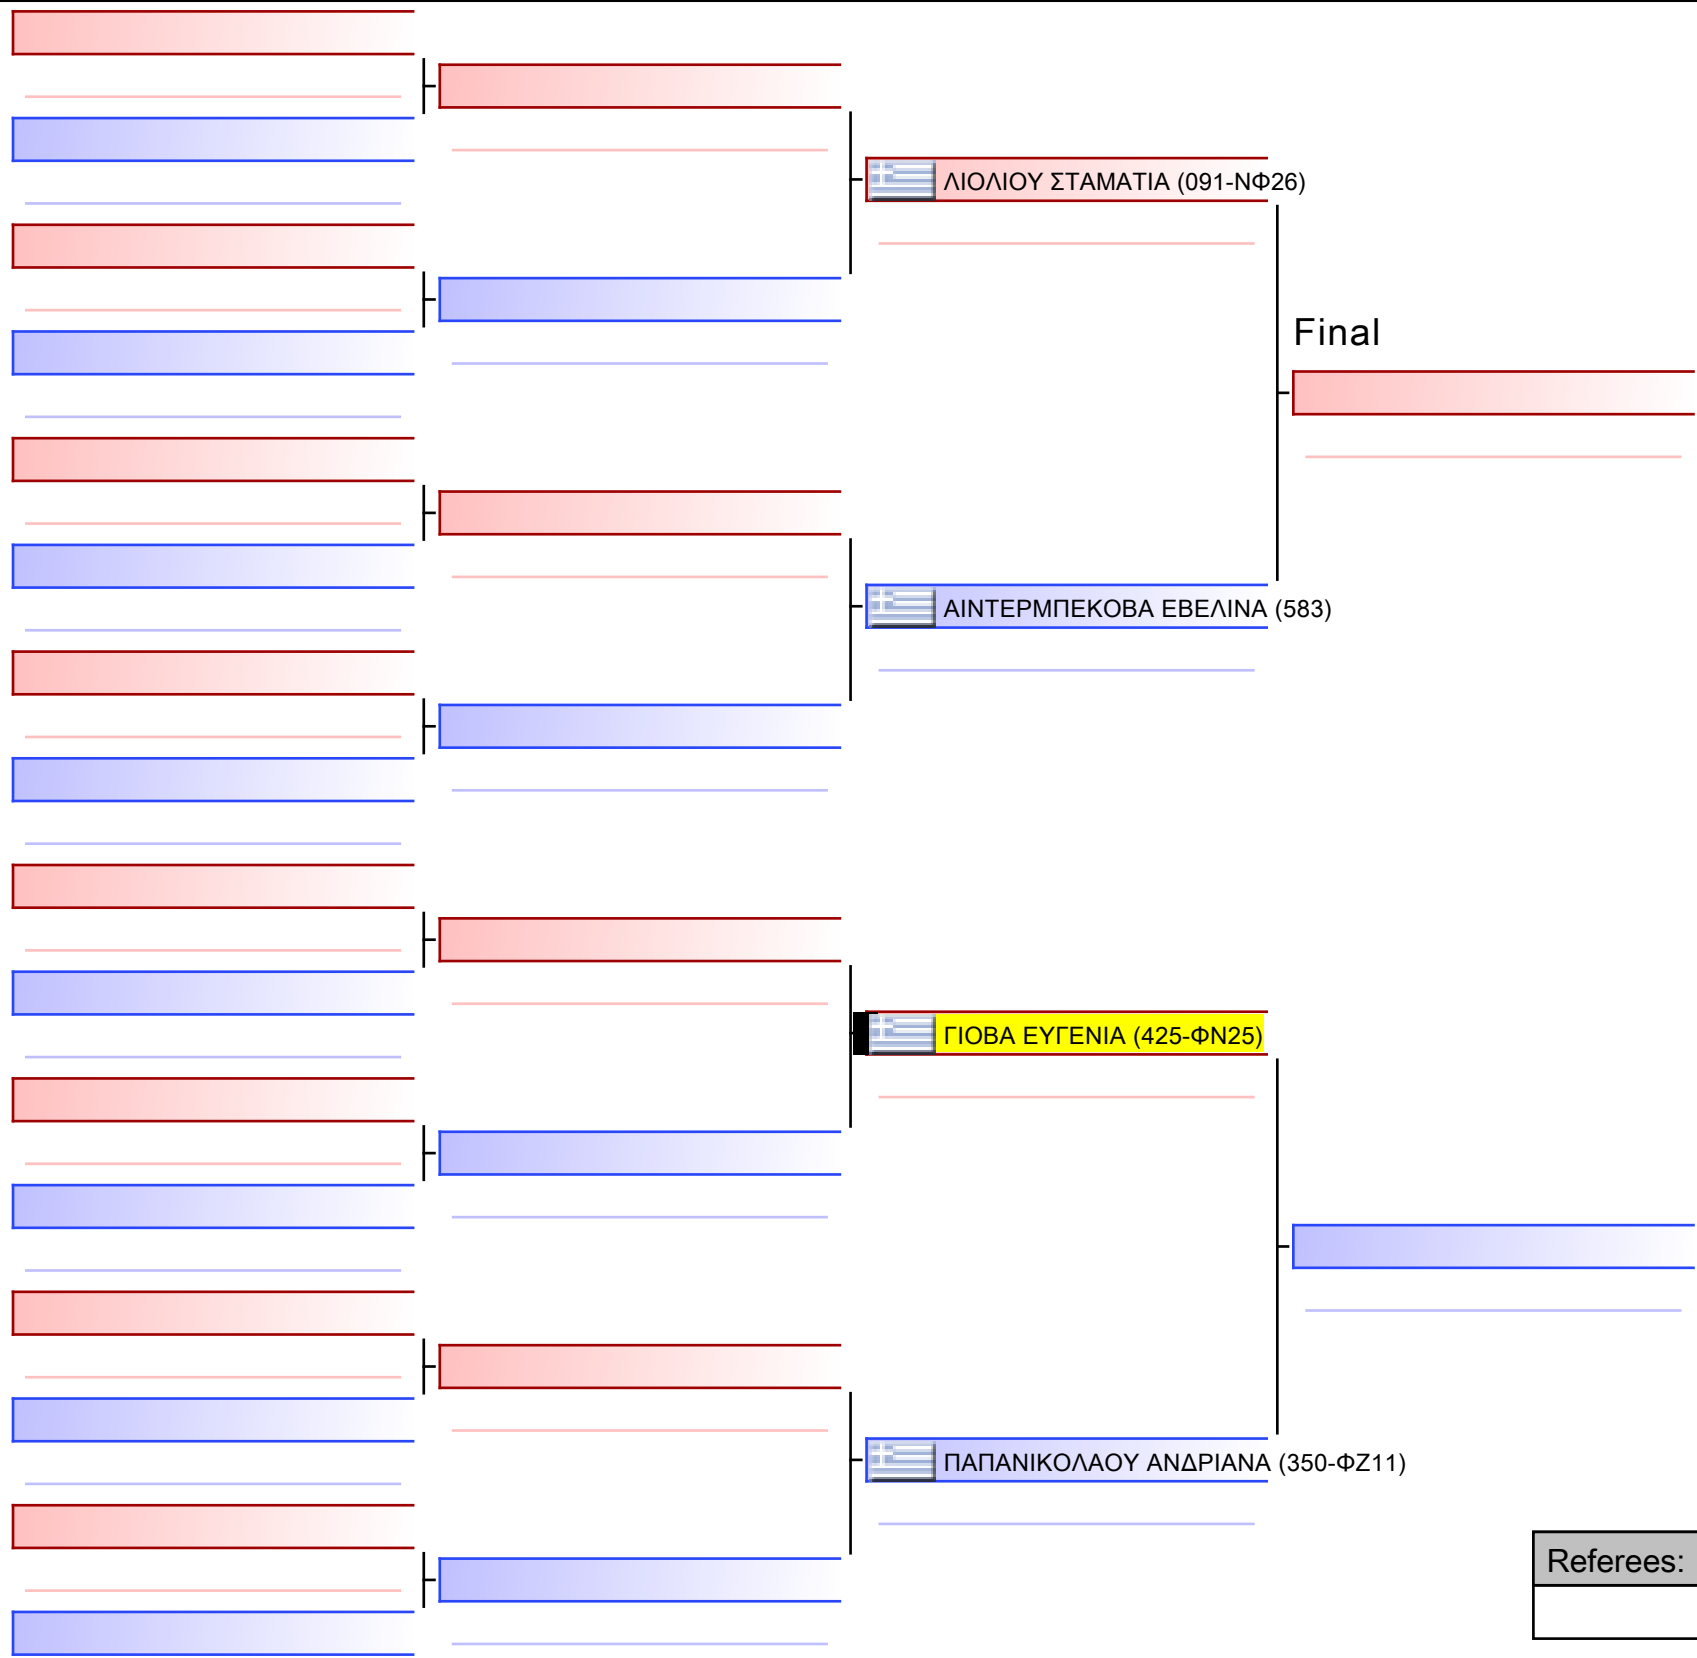 ΛΙΟΛΙΟΥ ΣΤΑΜΑΤΙΑ (091-ΝΦ26)
Final
ΑΙΝΤΕΡΜΠΕΚΟΒΑ ΕΒΕΛΙΝΑ (583)
ΓΙΟΒΑ ΕΥΓΕΝΙΑ (425-ΦΝ25)
ΠΑΠΑΝΙΚΟΛΑΟΥ ΑΝΔΡΙΑΝΑ (350-ΦΖ11)
Referees: